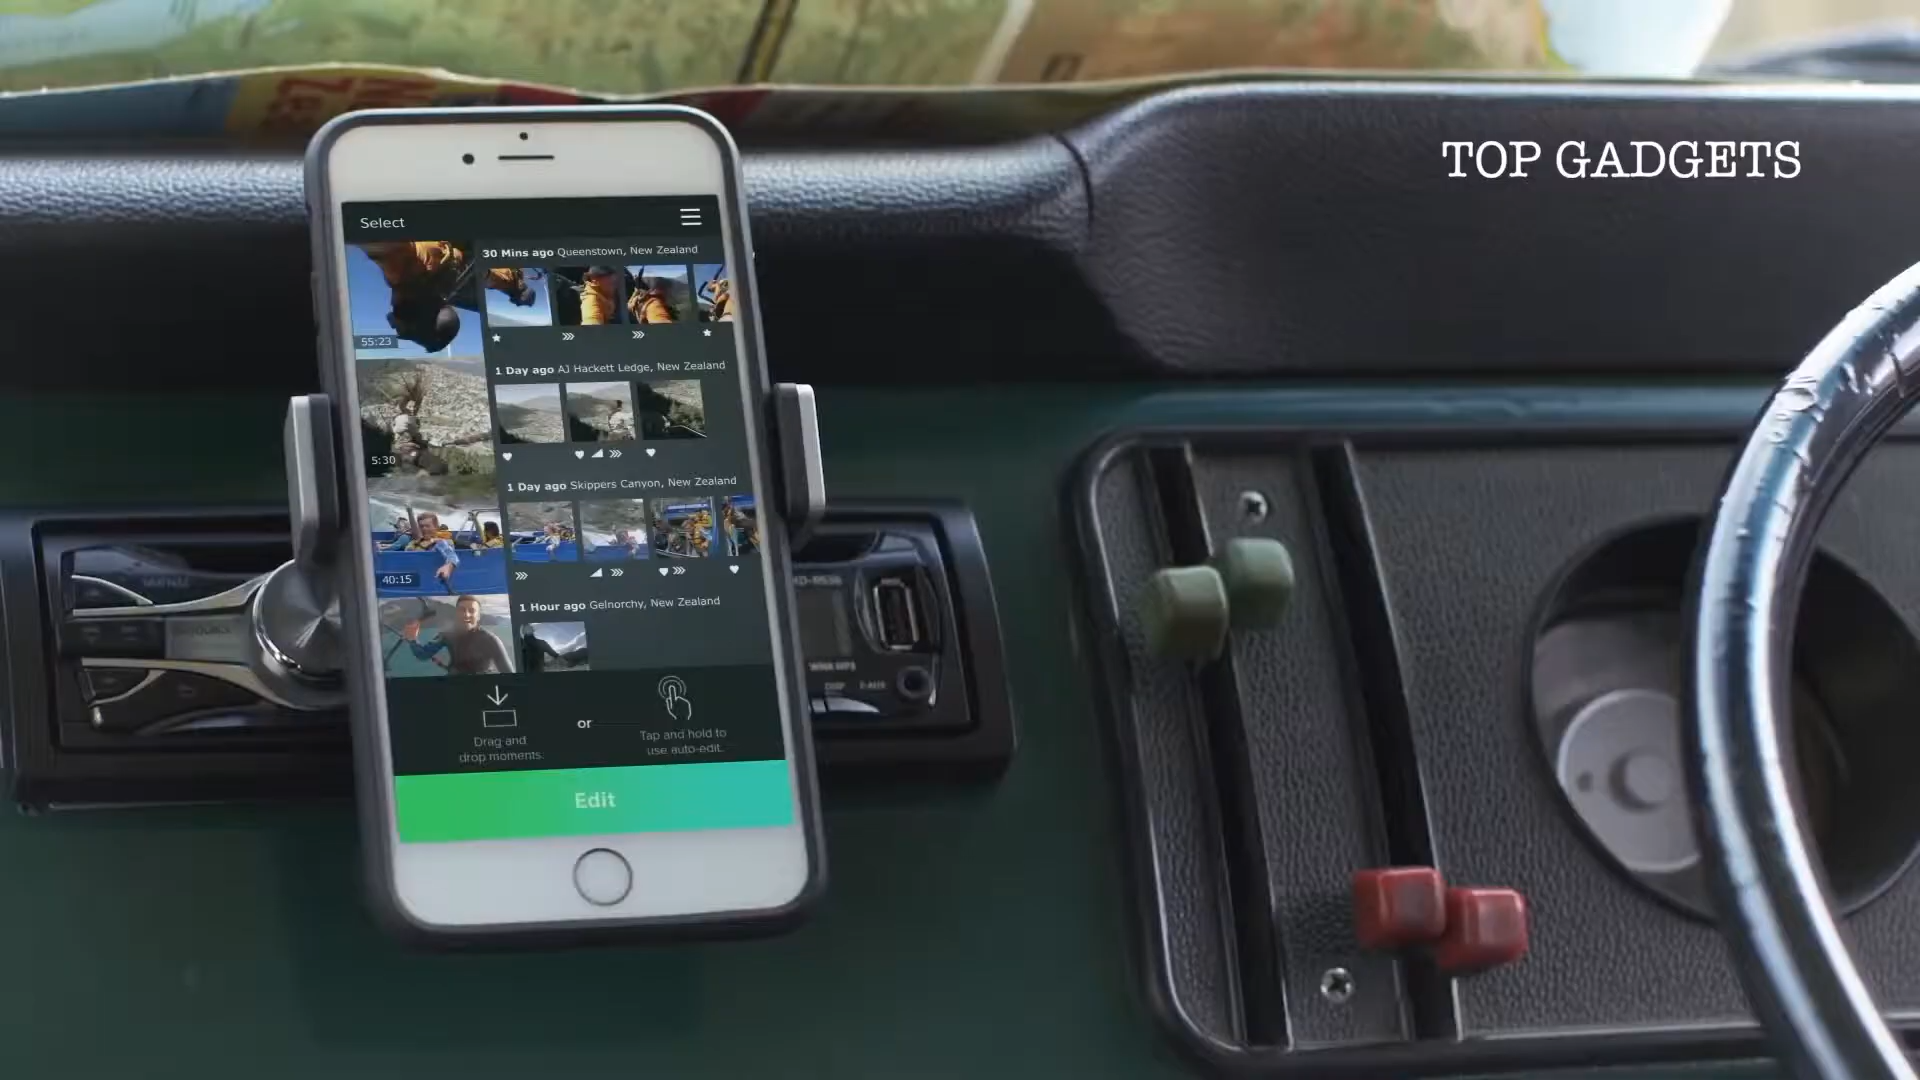 TOP GADGETS
Select
30 Mins ago Queenstown, New Zealand
55:23
1 Day ago AJ Hackett Ledge, New Zealand
5:30
1 Day ago Skippers Canyon, New Zealand
40:15
1 Hour ago Gelnorchy, New Zealand
Drag and
drop moments.
or
Tap and hold to
use auto-edit.
Edit
WMA MP3